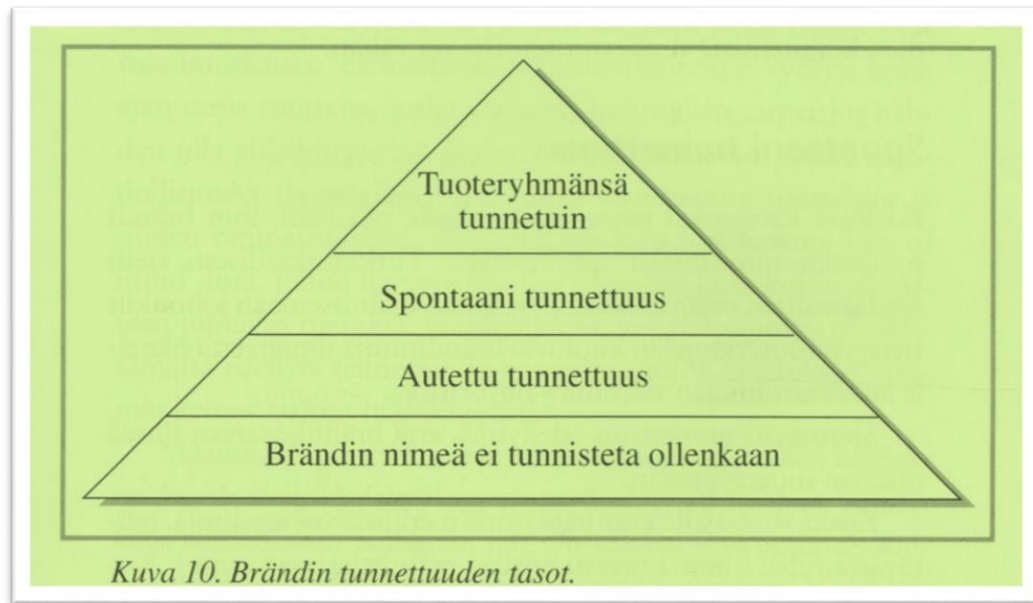 Tuoteryhmänsä
tunnetuin
Spontaani tunnettuus
Autettu tunnettuus
Brändin nimeä ei tunnisteta ollenkaan
Kuva 10. Brändin tunnettuuden tasot.